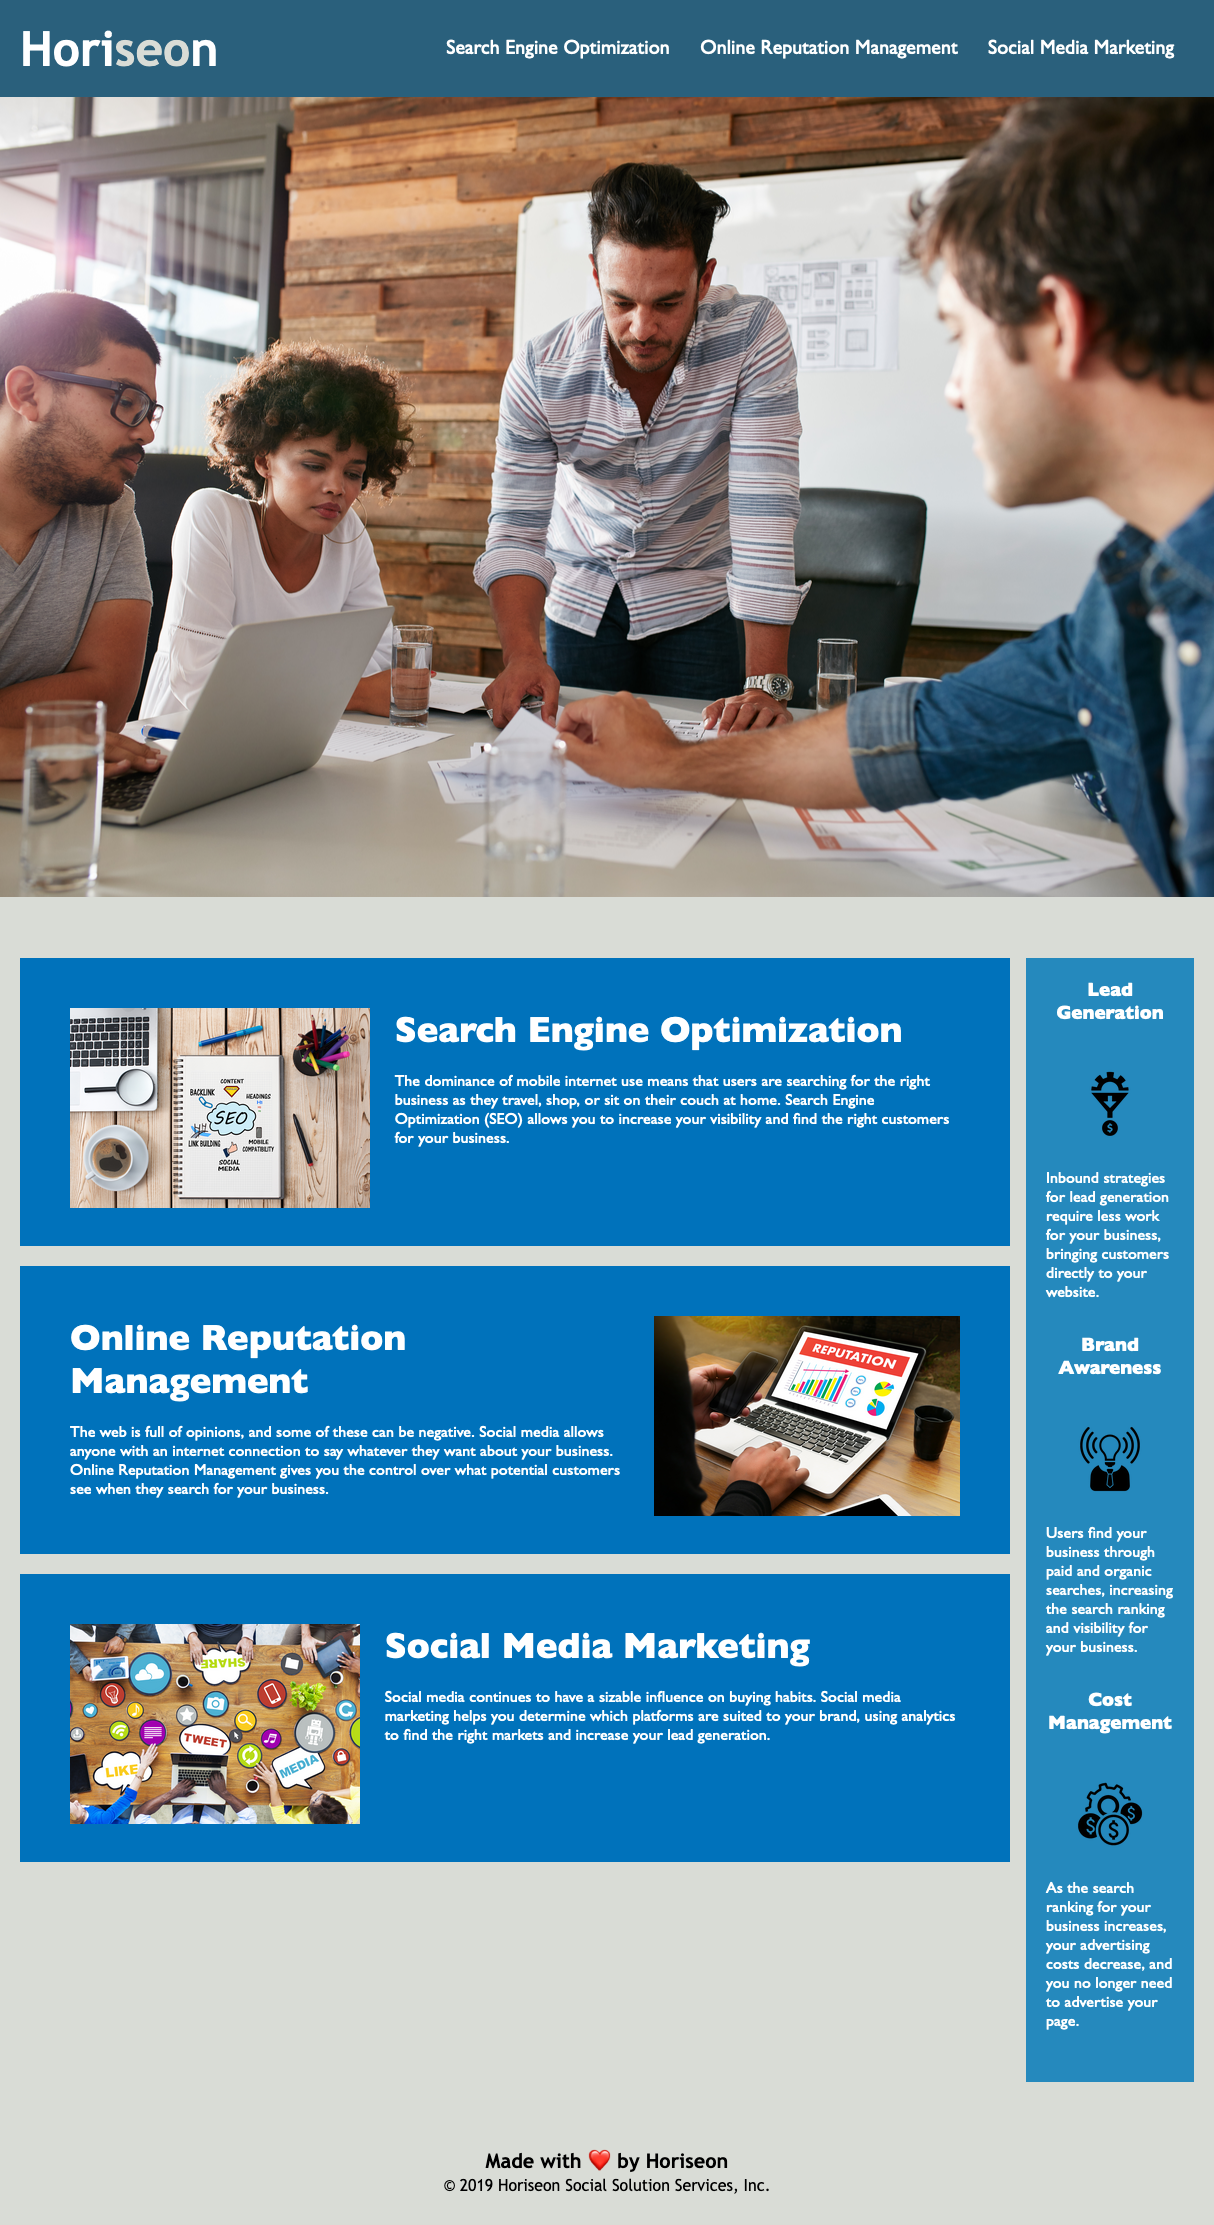 Horiseon
Search Engine Optimization
Online Reputation Management
Social Media Marketing
CONTENT
BACKLINK
HEADINGS
SEO
LINK BUILDING
MOBILE
COMPATIBILITY
SOCIAL
MEDIA
Search Engine Optimization
The dominance of mobile internet use means that users are searching for the right
business as they travel, shop, or sit on their couch at home. Search Engine
Optimization (SEO) allows you to increase your visibility and find the right customers
for your business.
Online Reputation
Management
The web is full of opinions, and some of these can be negative. Social media allows
anyone with an internet connection to say whatever they want about your business.
Online Reputation Management gives you the control over what potential customers
see when they search for your business.
REPUTATION
SHARE
TWEET
LIKE
MEDIA
Social Media Marketing
Social media continues to have a sizable influence on buying habits. Social media
marketing helps you determine which platforms are suited to your brand, using analytics
to find the right markets and increase your lead generation.
Lead
Generation
$
Inbound strategies
for lead generation
require less work
for your business,
bringing customers
directly to your
website.
Brand
Awareness
Users find your
business through
paid and organic
searches, increasing
the search ranking
and visibility for
your business.
Cost
Management
$ $ $
As the search
ranking for your
business increases,
your advertising
costs decrease, and
you no longer need
to advertise your
page.
Made with ❤️ by Horiseon
© 2019 Horiseon Social Solution Services, Inc.